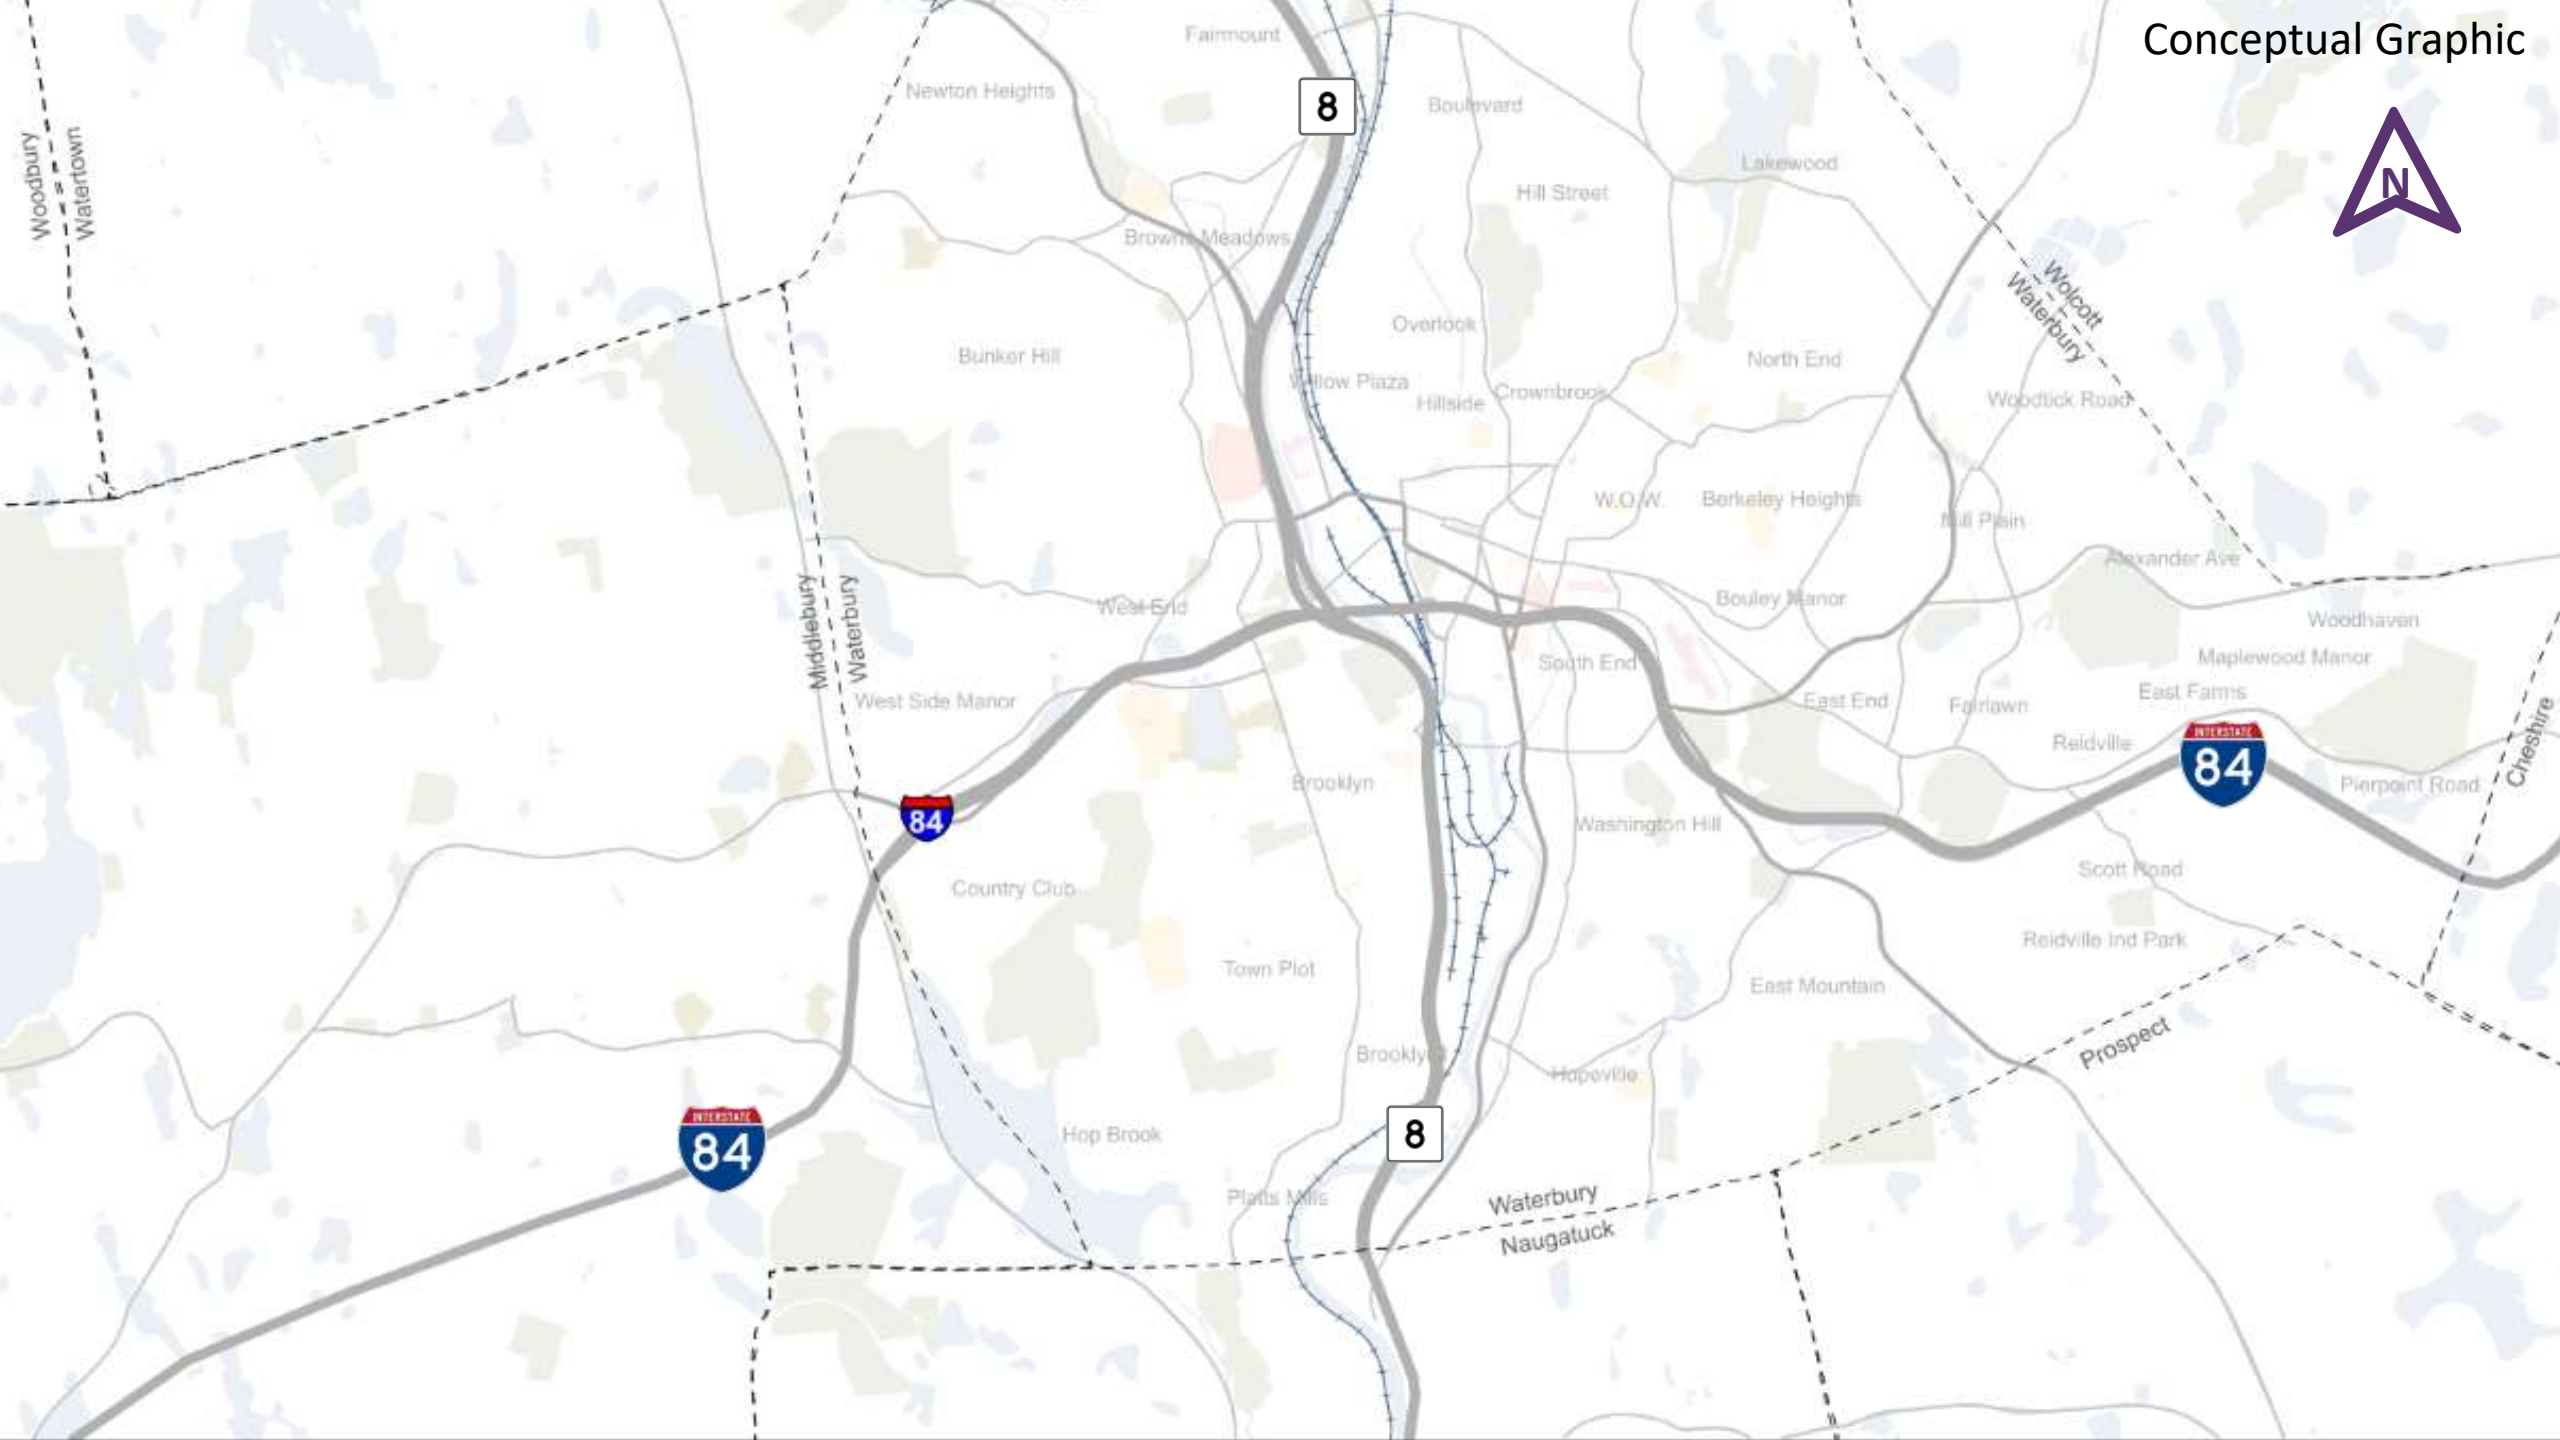 Conceptual Graphic
N
Fairmount
8
Newton Heights
Boulevard
Woodbury
Watertown
Lakewood
Hill Street
Browns Meadows
Wolcott
Waterbury
Overlook
Bunker Hill
North End
Willow Plaza
Hillside
Crownbrook
Woodtick Road
W.O.W.
Berkeley Heights
Mill Plain
Alexander Ave
West End
Bouley Manor
Woodhaven
Middlebury
Waterbury
South End
Maplewood Manor
East Farms
West Side Manor
East End
Fairlawn
Reidville
INTERSTATE
84
Cheshire
Brooklyn
Pierpoint Road
84
Washington Hill
Scott Road
Country Club
Reidville Ind Park
Town Plot
East Mountain
Prospect
Brooklyn
Hopeville
INTERSTATE
84
Hop Brook
8
Platts Mills
Waterbury
Naugatuck